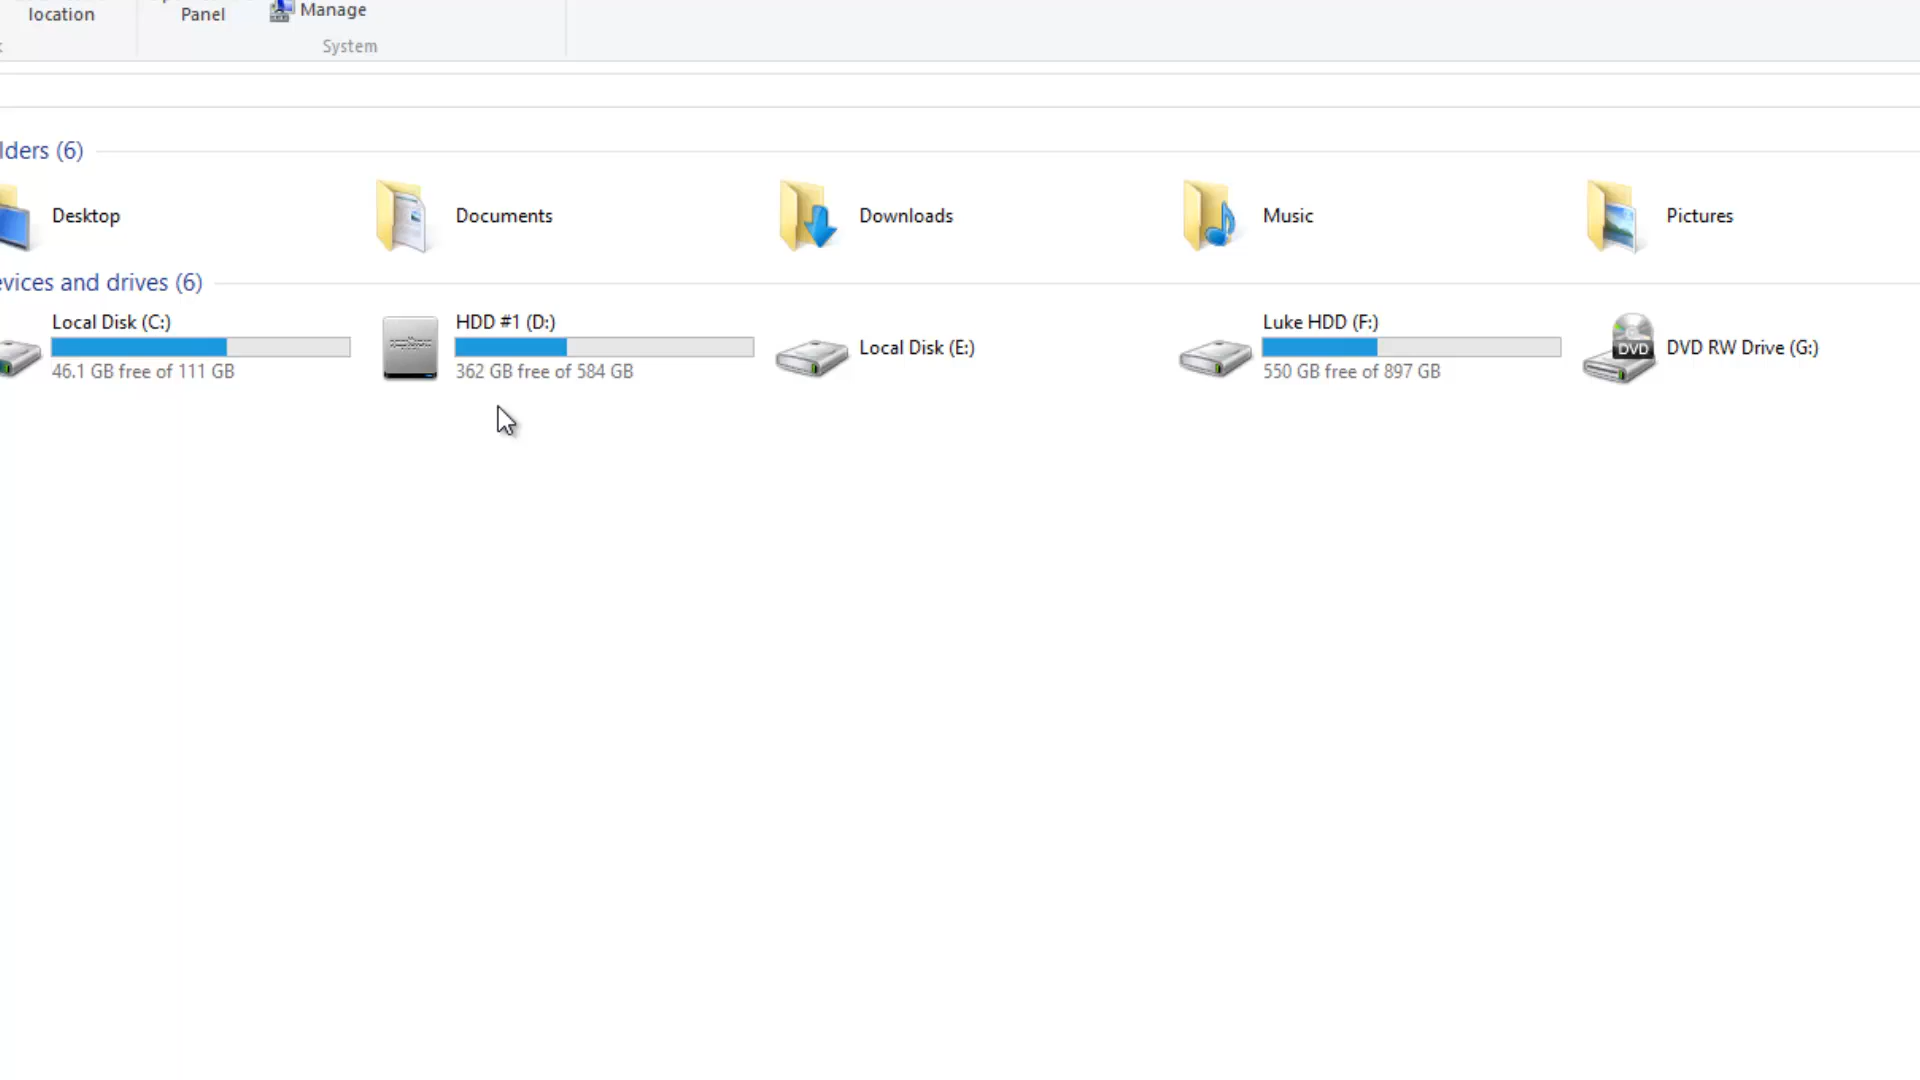 location
Panel
Manage
System
lders (6)
Desktop
Documents
Downloads
Music
Pictures
evices and drives (6)
Local Disk (C:)
46.1 GB free of 111 GB
HDD #1 (D:)
362 GB free of 584 GB
Local Disk (E:)
Luke HDD (F:)
550 GB free of 897 GB
DVD
DVD RW Drive (G:)